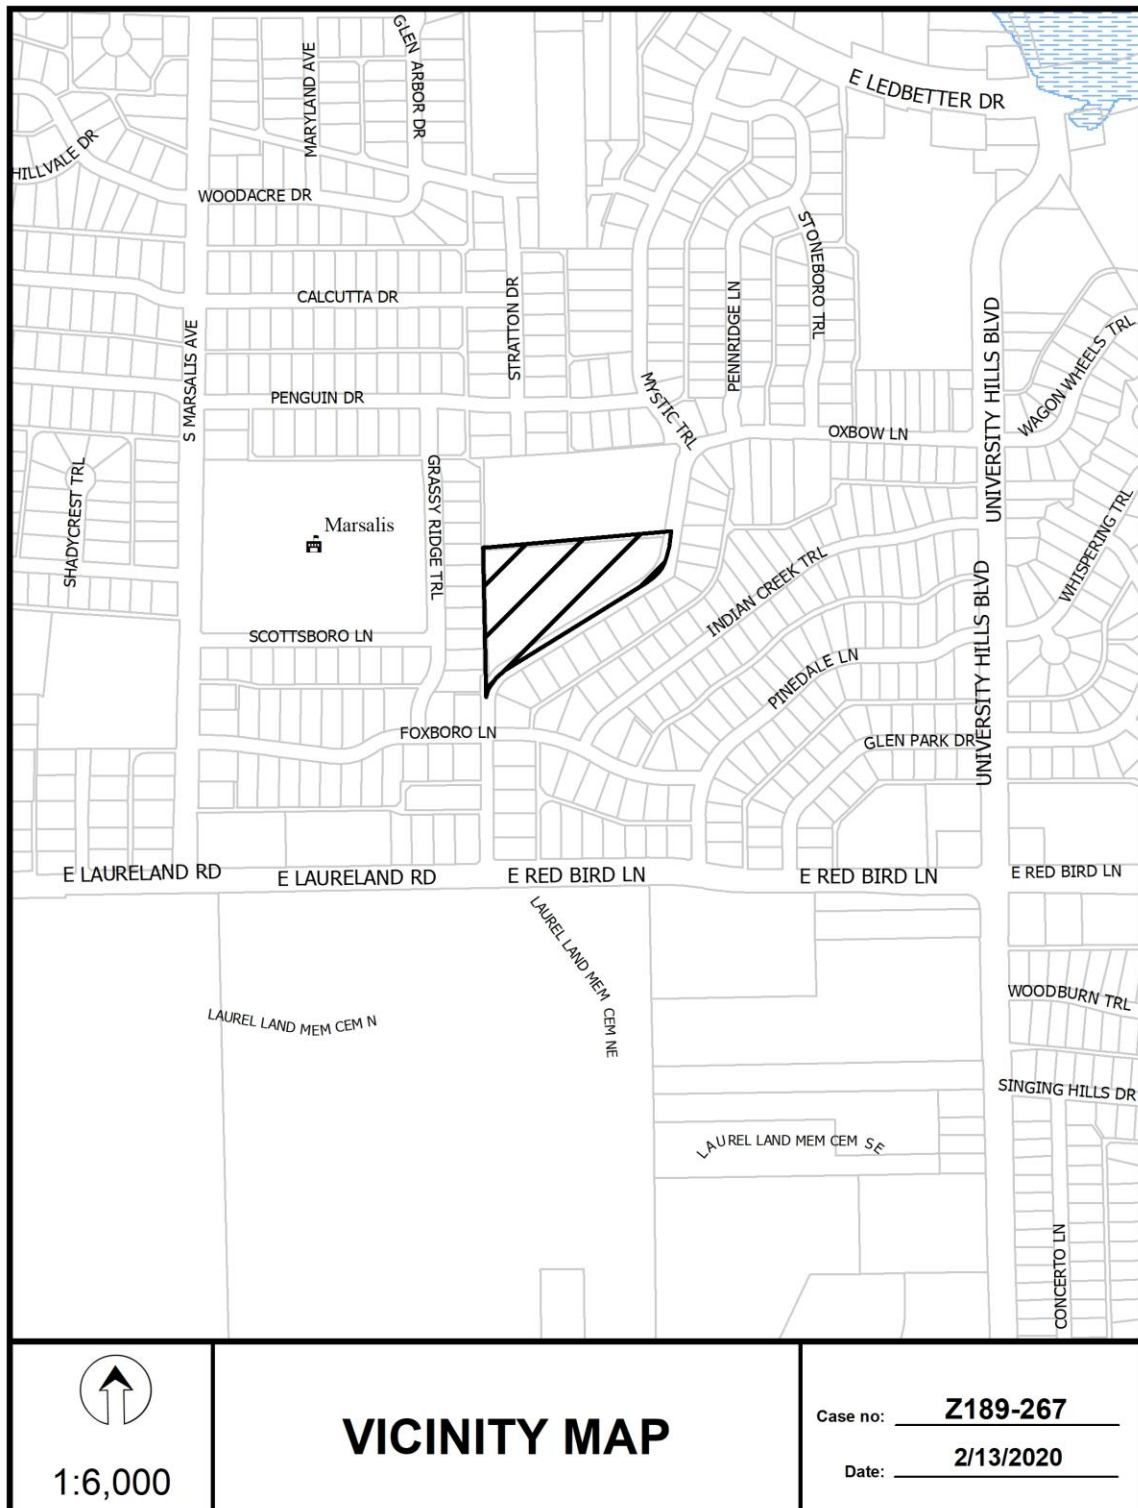 GLEN ARBOR DR
MARYLAND AVE
E LEDBETTER DR
HILLVALE DR
WOODACRE DR
STONEBORO TRL
CALCUTTA DR
STRATTON DR
PENNRIDGE LN
UNIVERSITY HILLS BLVD
WAGON WHEELS TRL
S MARSALIS AVE
PENGUIN DR
MYSTIC TRL
OXBOW LN
SHADYCREST TRL
GRASSY RIDGE TRL
Marsalis
WHISPERING TRL
INDIAN CREEK TRL
UNIVERSITY HILLS BLVD
SCOTTSBORO LN
PINEDALE LN
FOXBORO LN
GLEN PARK DR
E LAURELAND RD
E LAURELAND RD
E RED BIRD LN
E RED BIRD LN
E RED BIRD LN
LAUREL LAND MEM CEM NE
LAUREL LAND MEM CEM N
WOODBURN TRL
SINGING HILLS DR
LAUREL LAND MEM CEM SE
CONCERTO LN
1:6,000
VICINITY MAP
Case no: Z189-267
Date: 2/13/2020